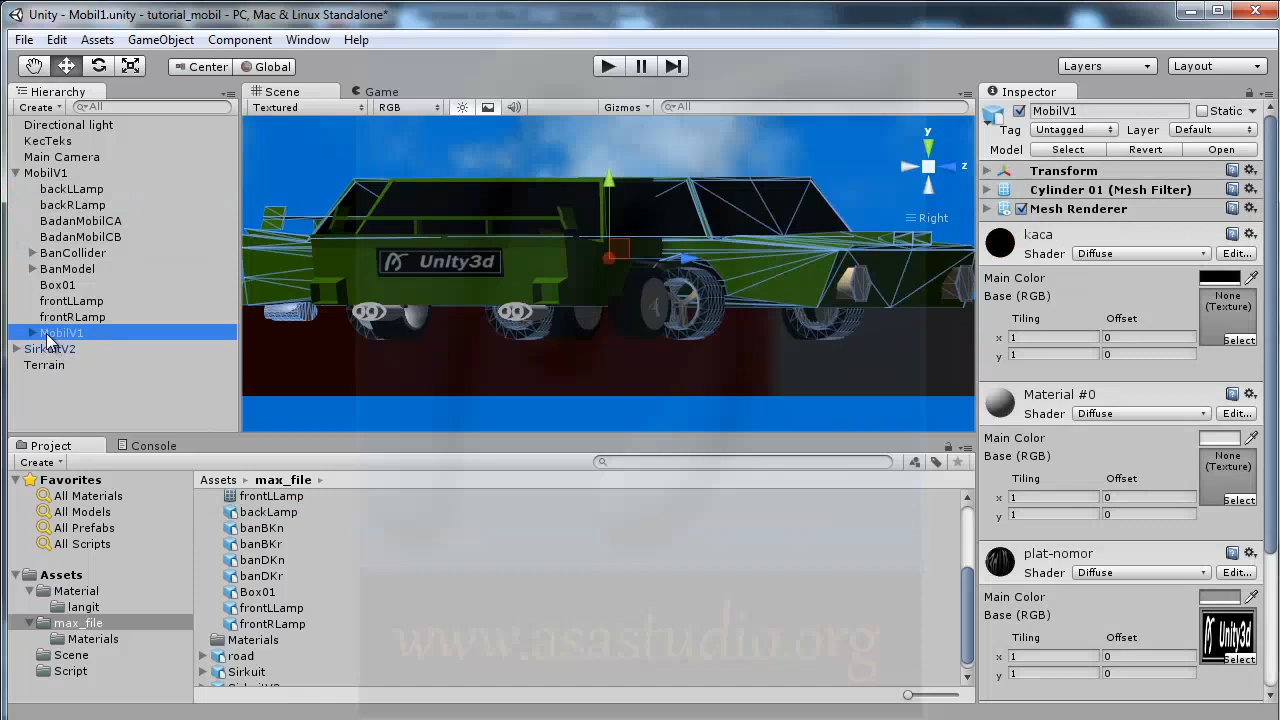 Unity - Mobil1.unity - tutorial_mobil - PC, Mac & Linux Standalone*
File Edit Assets GameObject Component Window Help
Center Global Layers Layout
Hierarchy
Create All
Directional light
KecTeks
Main Camera
MobilV1
backLLamp
backRLamp
BadanMobilCA
BadanMobilCB
BanCollider
BanModel
Box01
frontLLamp
frontRLamp
MobilV1
SirkuitV2
Terrain
Scene Game
Textured RGB Gizmos All
y
z
Right
Unity3d
Inspector
MobilV1 Static
Tag Untagged Layer Default
Model Select Revert Open
Transform
Cylinder 01 (Mesh Filter)
Mesh Renderer
kaca
Shader Diffuse Edit...
Main Color
Base (RGB) None
(Texture)
Tiling Offset
x 1 0
Select
y 1 0
Material #0
Shader Diffuse Edit...
Main Color
Base (RGB) None
(Texture)
Tiling Offset
x 1 0
Select
y 1 0
plat-nomor
Shader Diffuse Edit...
Main Color
Base (RGB)
Unity3d
Tiling Offset
x 1 0
Select
y 1 0
Project Console
Create
Favorites
All Materials
All Models
All Prefabs
All Scripts
Assets
Material
langit
max_file
Materials
Scene
Script
Assets max_file
frontLLamp
backLamp
banBKn
banBKr
banDKn
banDKr
Box01
frontLLamp
frontRLamp
Materials
road
Sirkuit
www.asastudio.org